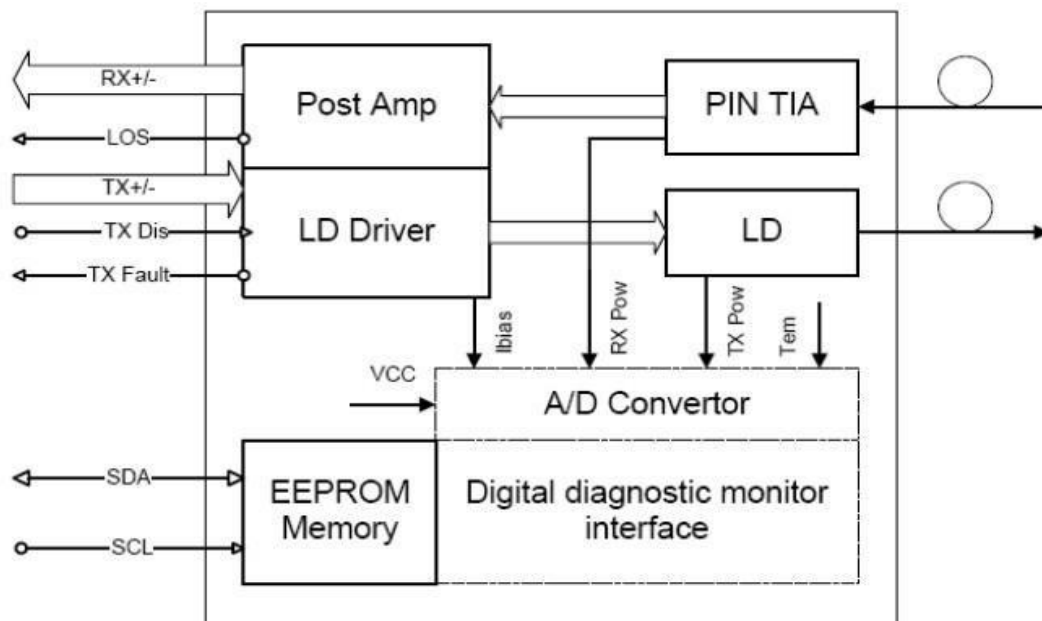 RX+/-
Post Amp
PIN TIA
LOS
TX+/-
TX Dis
LD Driver
LD
TX Fault
Ibias
RX Pow
TX Pow
Tem
VCC
A/D Convertor
SDA
EEPROM
Memory
Digital diagnostic monitor
interface
SCL